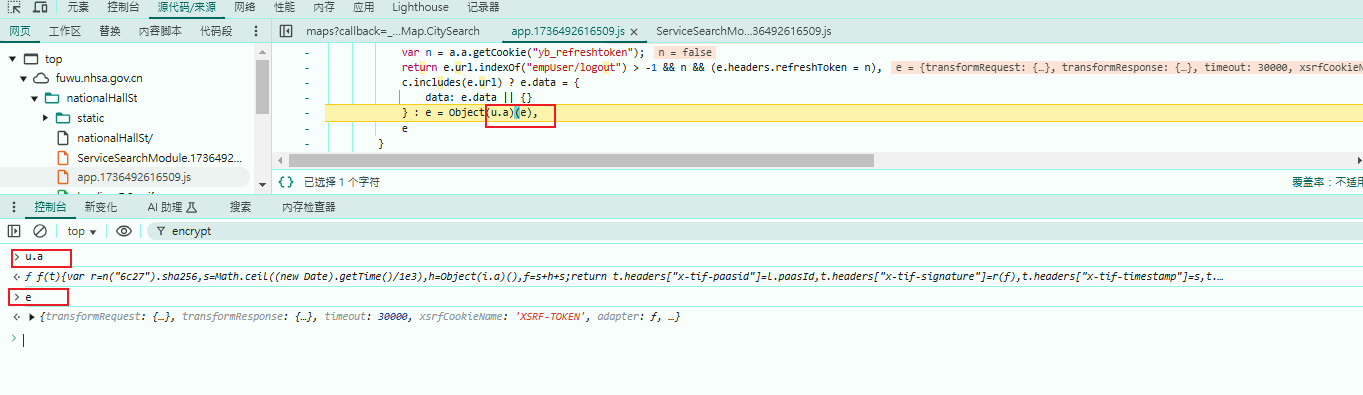 元素 控制台 源代码/来源 网络 性能 内存 应用 Lighthouse 记录器
网页 工作区 替换 内容脚本 代码段
maps?callback=_…Map.CitySearch app.1736492616509.js × ServiceSearchMo…36492616509.js
top
fuwu.nhsa.gov.cn
nationalHallSt
static
nationalHallSt/
ServiceSearchModule.1736492…
app.1736492616509.js
- var n = a.a.getCookie("yb_refreshtoken"); n = false
- return e.url.indexOf("empUser/logout") > -1 && n && (e.headers.refreshToken = n), e = {transformRequest: {…}, transformResponse: {…}, timeout: 30000, xsrfCookieName
- c.includes(e.url) ? e.data = {
- data: e.data || {}
- } : e = Object(u.a)(e),
- e
- }
{} 已选择 1 个字符 覆盖率：不适用
控制台 新变化 AI 助理 搜索 内存检查器
top encrypt
> u.a
ƒ f(t){var r=n("6c27").sha256,s=Math.ceil((new Date).getTime()/1e3),h=Object(i.a)(),f=s+h+s;return t.headers["x-tif-paasid"]=L.paasId,t.headers["x-tif-signature"]=r(f),t.headers["x-tif-timestamp"]=s,t.…
> e
{transformRequest: {…}, transformResponse: {…}, timeout: 30000, xsrfCookieName: 'XSRF-TOKEN', adapter: ƒ, …}
>